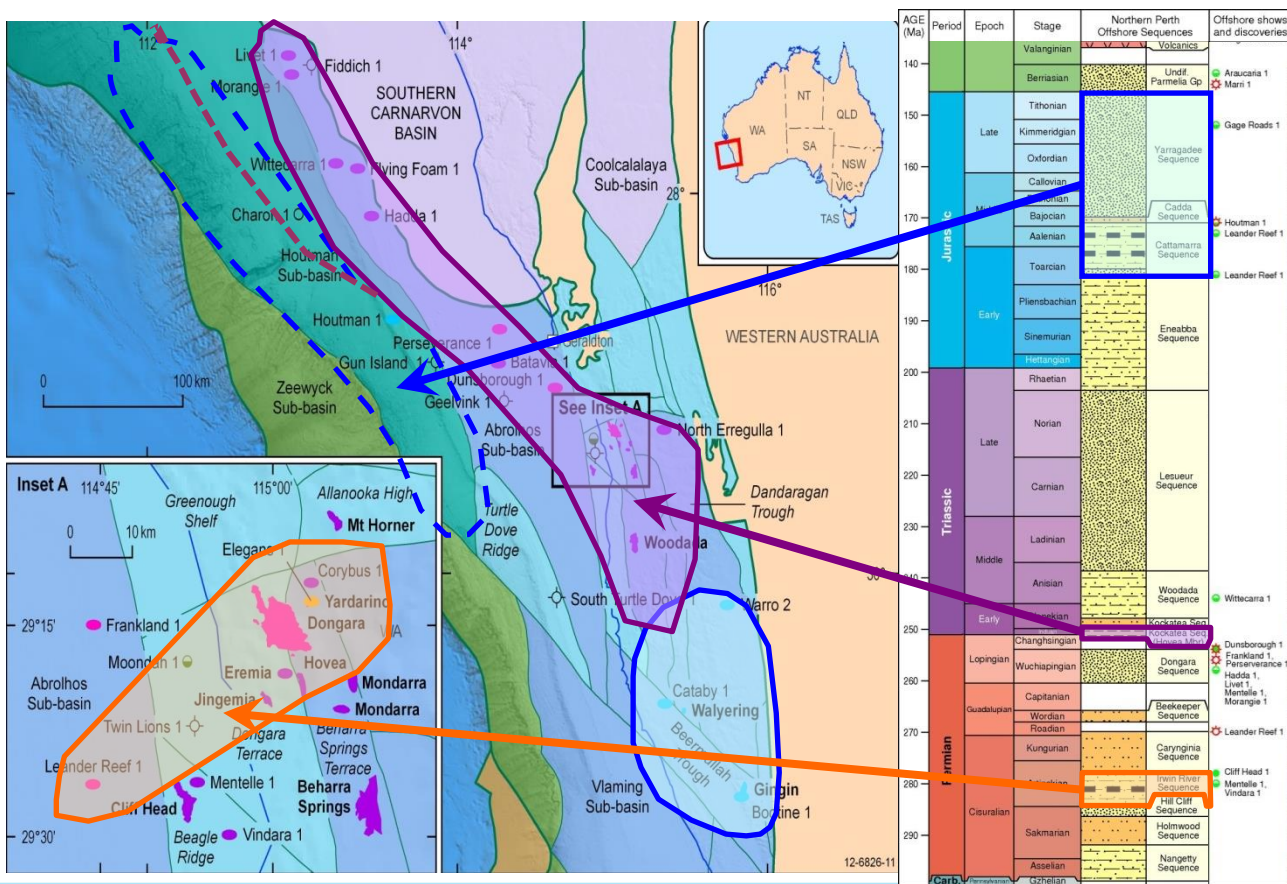 112°
114°
Livet 1
Fiddich 1
Morangie 1
SOUTHERN
CARNARVON
BASIN
Coolcalalaya
Sub-basin
28°
Wittecarra 1
Flying Foam 1
Charon 1
Hadda 1
Houtman
Sub-basin
116°
Houtman 1
Perseverance 1
Geraldton
WESTERN AUSTRALIA
Gun Island 1
Batavia 1
Dunsborough 1
Zeewyck
Sub-basin
Geelvink 1
See Inset A
Abrolhos
Sub-basin
North Erregulla 1
0
100 km
Dandaragan
Trough
Turtle
Dove
Ridge
Woodada
30°
South Turtle Dove 1
Warro 2
Cataby 1
Walyering
Beermullah
Trough
Vlaming
Sub-basin
Gingin
Bootine 1
12-6826-11
NT
QLD
WA
SA
NSW
VIC
TAS
Inset A
114°45'
115°00'
Greenough
Shelf
Allanooka High
0
10 km
Mt Horner
Elegans 1
Corybus 1
Yardarino
Dongara
29°15'
Frankland 1
WA
Moondah 1
Hovea
Eremia
Mondarra
Jingemia
Abrolhos
Sub-basin
Mondarra
Twin Lions 1
Dongara
Terrace
Beharra
Springs
Terrace
Leander Reef 1
Mentelle 1
Cliff Head
Beharra
Springs
29°30'
Beagle
Ridge
Vindara 1
AGE
(Ma)
Period
Epoch
Stage
Northern Perth
Offshore Sequences
Offshore shows
and discoveries
Valanginian
Volcanics
140
Berriasian
Undif.
Parmelia Gp
Araucaria 1
Marri 1
150
Jurassic
Late
Tithonian
Gage Roads 1
Kimmeridgian
Yarragadee
Sequence
160
Oxfordian
Callovian
170
Bajocian
Cadda
Sequence
Houtman 1
Aalenian
Leander Reef 1
Cattamarra
Sequence
180
Toarcian
Leander Reef 1
Early
Pliensbachian
Eneabba
190
Sinemurian
Hettangian
200
Rhaetian
Triassic
Late
Norian
210
Lesueur
Sequence
220
Carnian
230
Middle
Ladinian
240
Anisian
Woodada
Sequence
Wittecarra 1
Early
250
Kockatea Seq
Kockatea Seq
(Hovea Mbr)
Permian
Lopingian
Changhsingian
Dunsborough 1
Wuchiapingian
Dongara
Sequence
Frankland 1,
Perseverance 1
Hadda 1,
Livet 1,
Mentelle 1,
Morangie 1
260
Guadalupian
Capitanian
Wordian
Beekeeper
Sequence
Roadian
270
Leander Reef 1
Cisuralian
Kungurian
Carynginia
Sequence
Cliff Head 1
280
Artinskian
Irwin River
Sequence
Mentelle 1,
Vindara 1
Hill Cliff
Sequence
Sakmarian
Holmwood
Sequence
290
Asselian
Nangetty
Sequence
Carb.
Pennsylvanian
Gzhelian